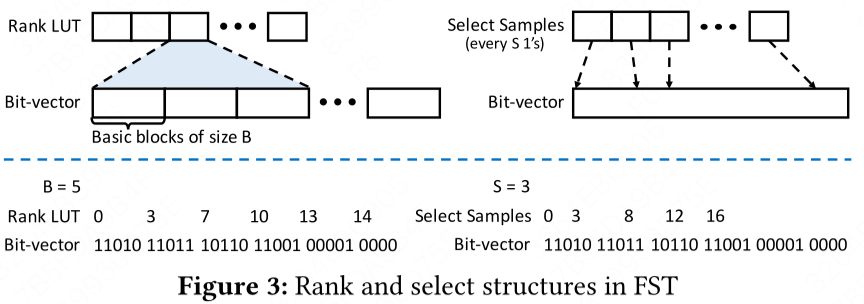 Rank LUT
Bit-vector
Basic blocks of size B
Select Samples
(every S 1's)
Bit-vector
B = 5
Rank LUT 0 3 7 10 13 14
Bit-vector 11010 11011 10110 11001 00001 0000
S = 3
Select Samples 0 3 8 12 16
Bit-vector 11010 11011 10110 11001 00001 0000
Figure 3: Rank and select structures in FST